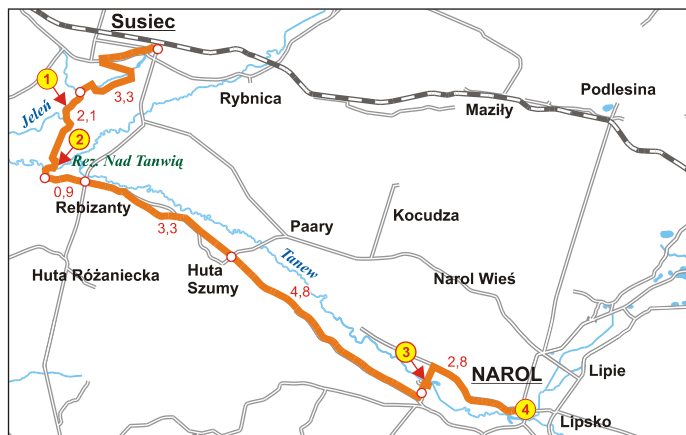 Susiec
1
3,3
Rybnica
Podlesina
Maziły
Jeleń
2,1
2
Rez. Nad Tanwią
0,9
Rebizanty
3,3
Paary
Kocudza
Huta Różaniecka
Huta
Szumy
Tanew
Narol Wieś
4,8
3
2,8
NAROL
Lipie
4
Lipsko